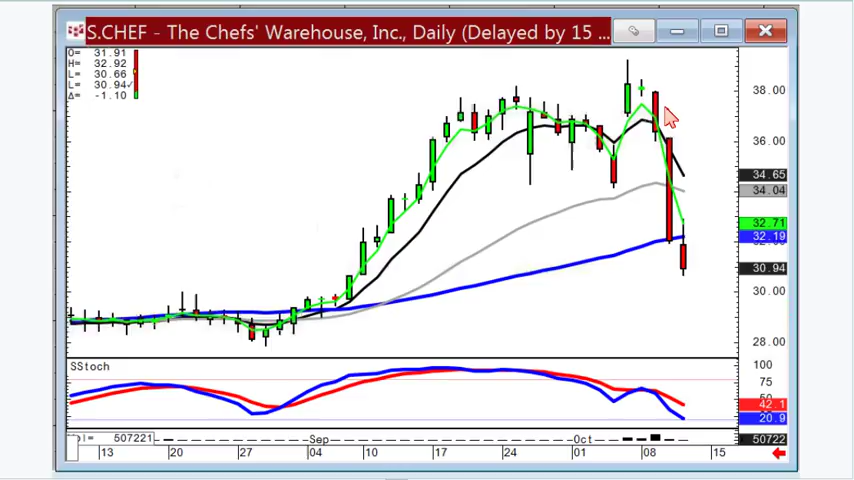 S.CHEF - The Chefs' Warehouse, Inc., Daily (Delayed by 15 ...
O= 31.91
H= 32.92
L= 30.66
L= 30.94✓
Δ= -1.10
38.00
36.00
34.65
34.04
32.71
32.19
30.94
30.00
28.00
SStoch
100
75
42.1
20.9
507221
Sep
Oct
50722
13
20
27
04
10
17
24
01
08
15